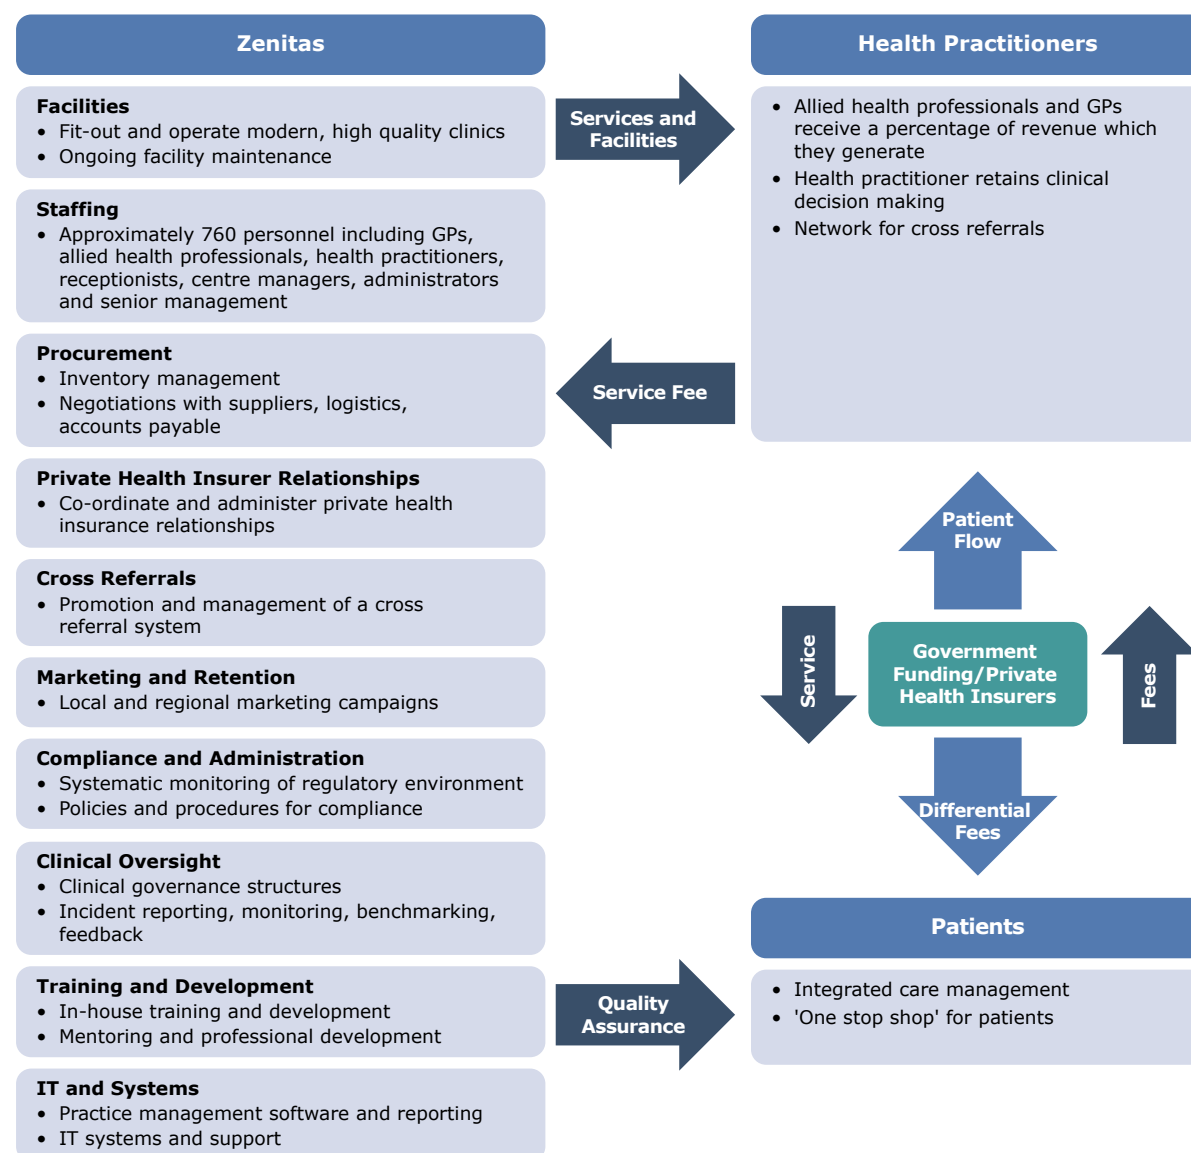 Zenitas
Facilities
• Fit-out and operate modern, high quality clinics
• Ongoing facility maintenance
Staffing
• Approximately 760 personnel including GPs,
allied health professionals, health practitioners,
receptionists, centre managers, administrators
and senior management
Procurement
• Inventory management
• Negotiations with suppliers, logistics,
accounts payable
Private Health Insurer Relationships
• Co-ordinate and administer private health
insurance relationships
Cross Referrals
• Promotion and management of a cross
referral system
Marketing and Retention
• Local and regional marketing campaigns
Compliance and Administration
• Systematic monitoring of regulatory environment
• Policies and procedures for compliance
Clinical Oversight
• Clinical governance structures
• Incident reporting, monitoring, benchmarking,
feedback
Training and Development
• In-house training and development
• Mentoring and professional development
IT and Systems
• Practice management software and reporting
• IT systems and support
Services and
Facilities
Service Fee
Quality
Assurance
Health Practitioners
• Allied health professionals and GPs
receive a percentage of revenue which
they generate
• Health practitioner retains clinical
decision making
• Network for cross referrals
Patient
Flow
Service
Government
Funding/Private
Health Insurers
Fees
Differential
Fees
Patients
• Integrated care management
• 'One stop shop' for patients